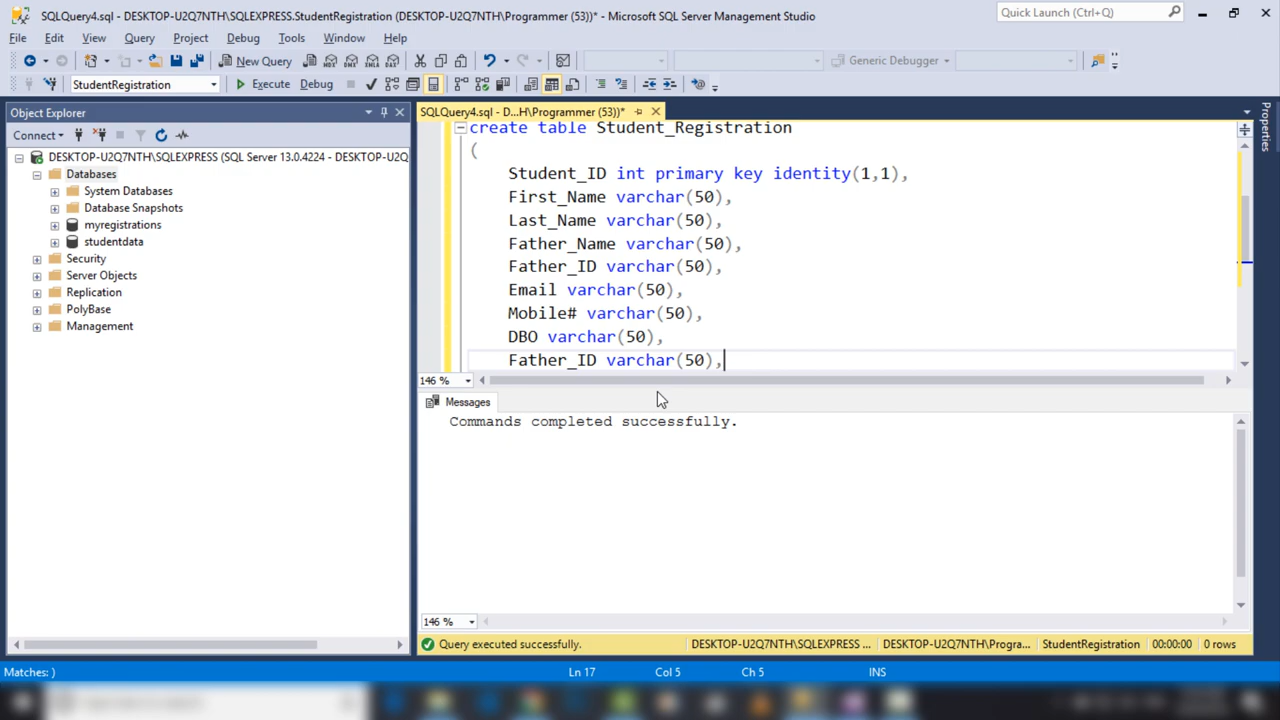 SQLQuery4.sql - DESKTOP-U2Q7NTH\SQLEXPRESS.StudentRegistration (DESKTOP-U2Q7NTH\Programmer (53))* - Microsoft SQL Server Management Studio
Quick Launch (Ctrl+Q)
File Edit View Query Project Debug Tools Window Help
New Query
Generic Debugger
StudentRegistration
Execute Debug
Object Explorer
SQLQuery4.sql - D...H\Programmer (53))*
Properties
Connect
DESKTOP-U2Q7NTH\SQLEXPRESS (SQL Server 13.0.4224 - DESKTOP-U2Q
Databases
System Databases
Database Snapshots
myregistrations
studentdata
Security
Server Objects
Replication
PolyBase
Management
create table Student_Registration
(
Student_ID int primary key identity(1,1),
First_Name varchar(50),
Last_Name varchar(50),
Father_Name varchar(50),
Father_ID varchar(50),
Email varchar(50),
Mobile# varchar(50),
DBO varchar(50),
Father_ID varchar(50),
146 %
Messages
Commands completed successfully.
146 %
Query executed successfully.
DESKTOP-U2Q7NTH\SQLEXPRESS ...
DESKTOP-U2Q7NTH\Progra...
StudentRegistration
00:00:00
0 rows
Matches: )
Ln 17
Col 5
Ch 5
INS